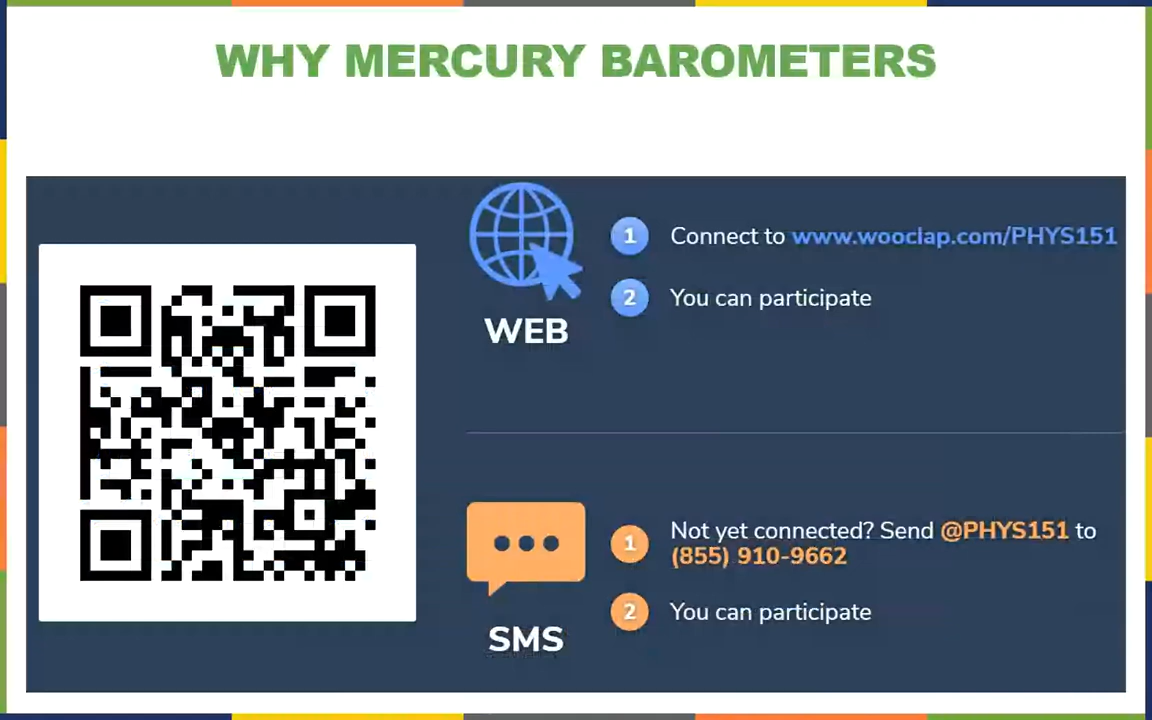 WHY MERCURY BAROMETERS
WEB
1 Connect to www.wooclap.com/PHYS151
2 You can participate
SMS
1 Not yet connected? Send @PHYS151 to
(855) 910-9662
2 You can participate